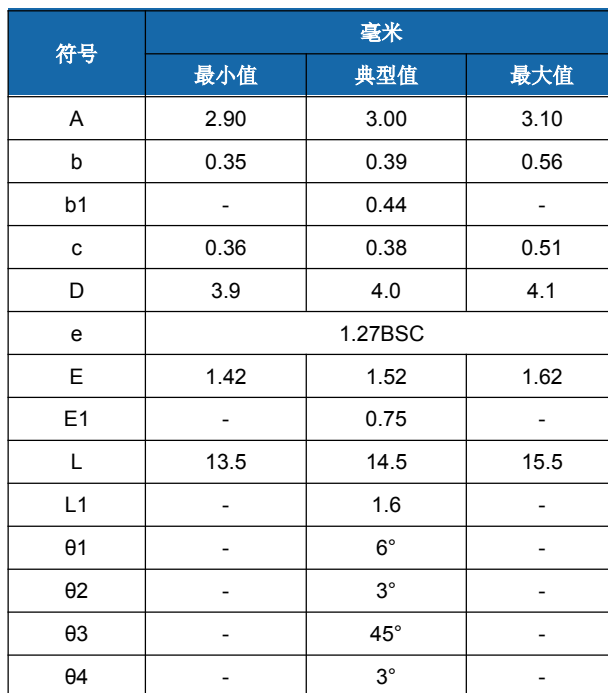 符号 毫米
最小值 典型值 最大值
A 2.90 3.00 3.10
b 0.35 0.39 0.56
b1 - 0.44 -
c 0.36 0.38 0.51
D 3.9 4.0 4.1
e 1.27BSC
E 1.42 1.52 1.62
E1 - 0.75 -
L 13.5 14.5 15.5
L1 - 1.6 -
θ1 - 6° -
θ2 - 3° -
θ3 - 45° -
θ4 - 3° -